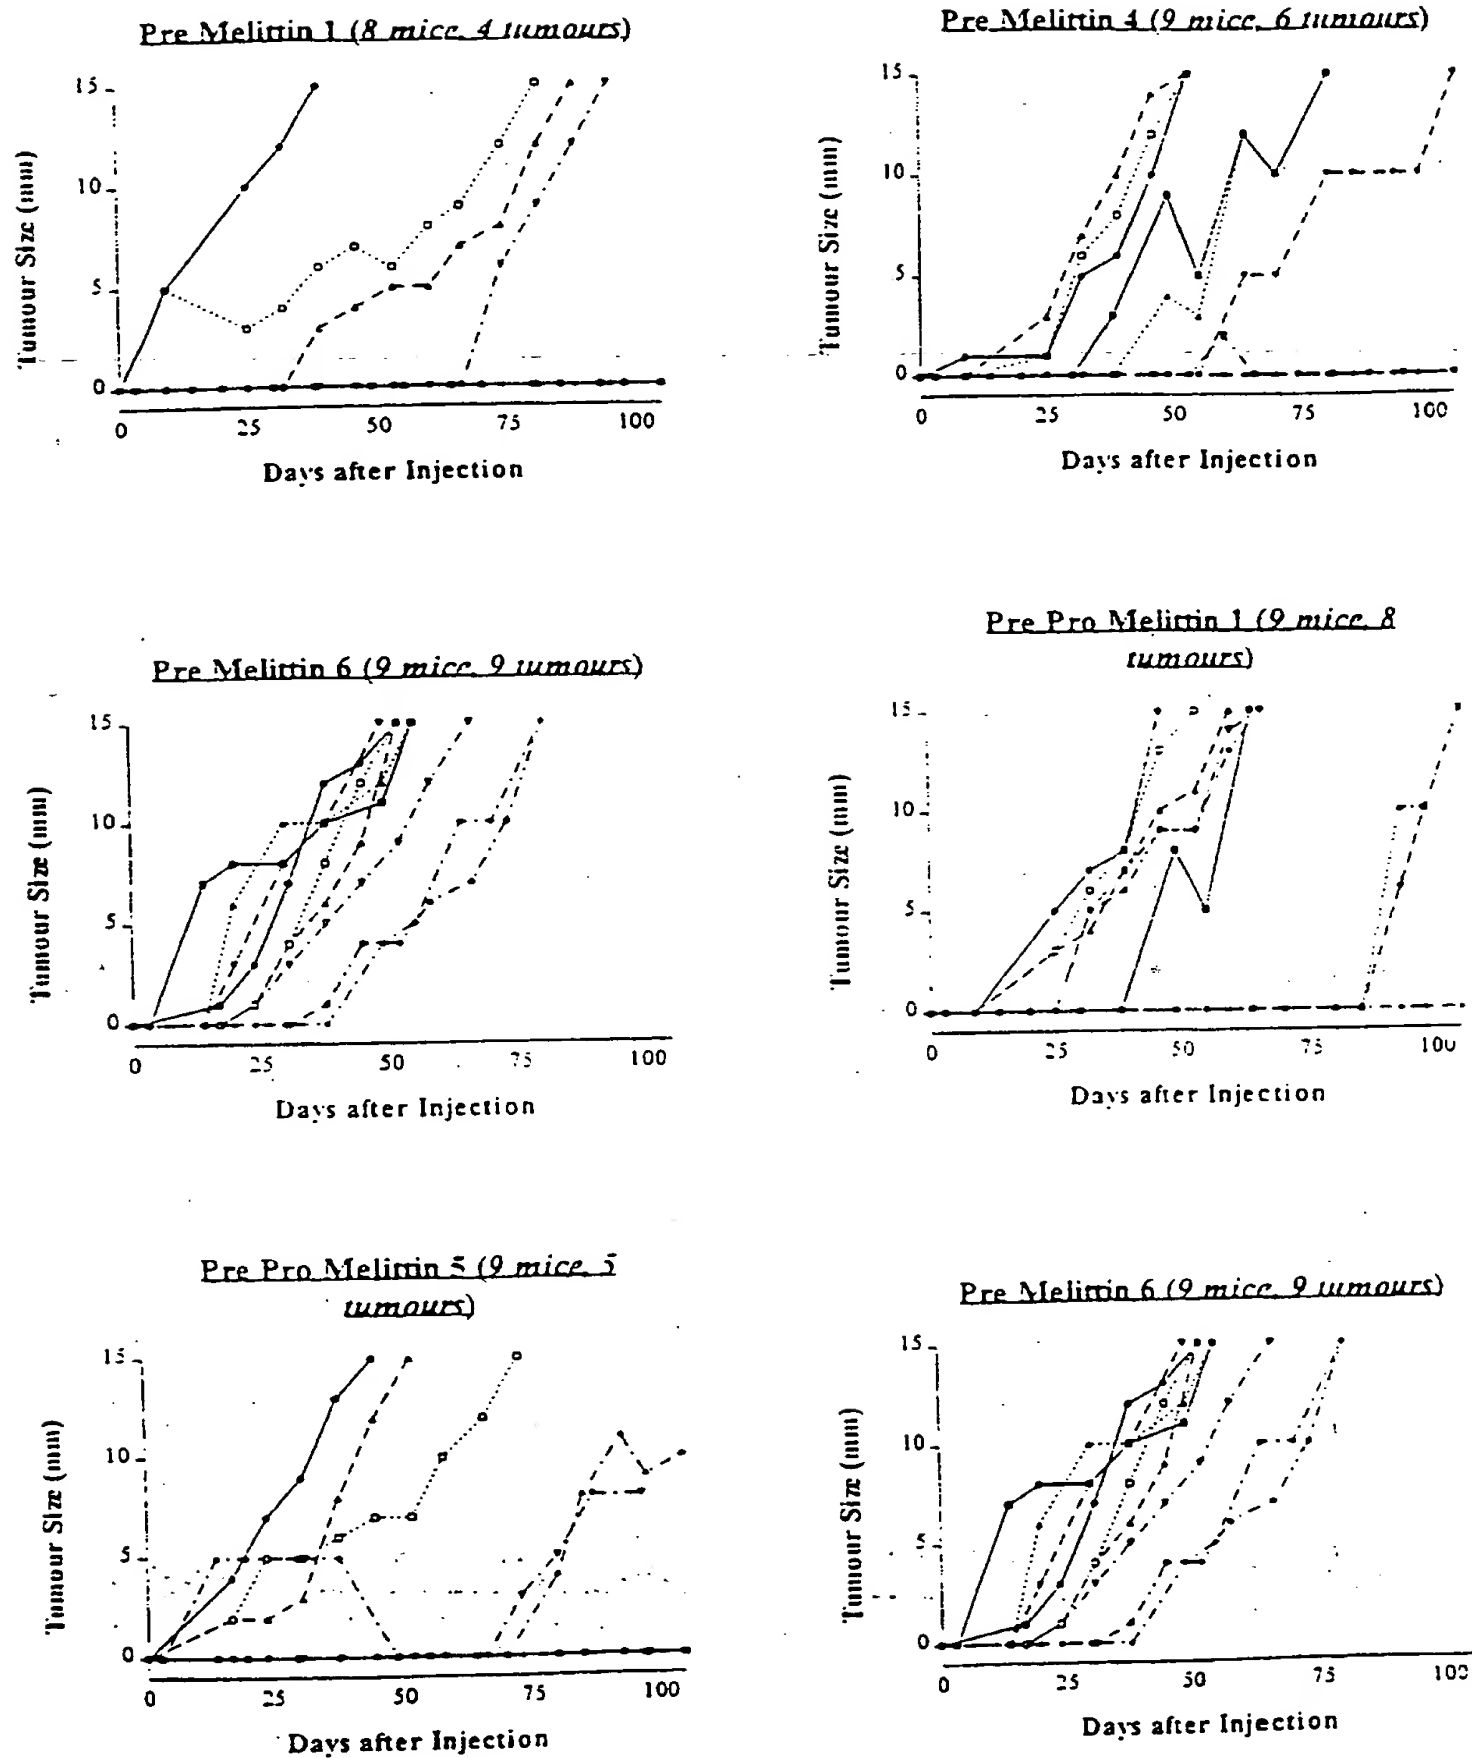 Pre Melittin 1 (8 mice, 4 tumours)
15
10
5
0
Tumour Size (mm)
0 25 50 75 100
Days after Injection
Pre Melittin 4 (9 mice, 6 tumours)
15
10
5
0
Tumour Size (mm)
0 25 50 75 100
Days after Injection
Pre Melittin 6 (9 mice, 9 tumours)
15
10
5
0
Tumour Size (mm)
0 25 50 75 100
Days after Injection
Pre Pro Melittin 1 (9 mice, 8
tumours)
15
10
5
0
Tumour Size (mm)
0 25 50 75 100
Days after Injection
Pre Pro Melittin 5 (9 mice, 5
tumours)
15
10
5
0
Tumour Size (mm)
0 25 50 75 100
Days after Injection
Pre Melittin 6 (9 mice, 9 tumours)
15
10
5
0
Tumour Size (mm)
0 25 50 75 100
Days after Injection